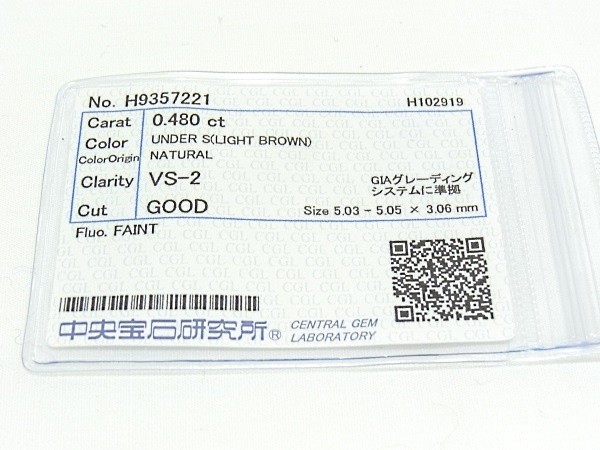 No. H9357221 H102919
Carat 0.480 ct
Color UNDER S(LIGHT BROWN)
ColorOrigin NATURAL
Clarity VS-2 GIAグレーディング
システムに準拠
Cut GOOD Size 5.03 - 5.05 × 3.06 mm
Fluo. FAINT
中央宝石研究所® CENTRAL GEM
LABORATORY